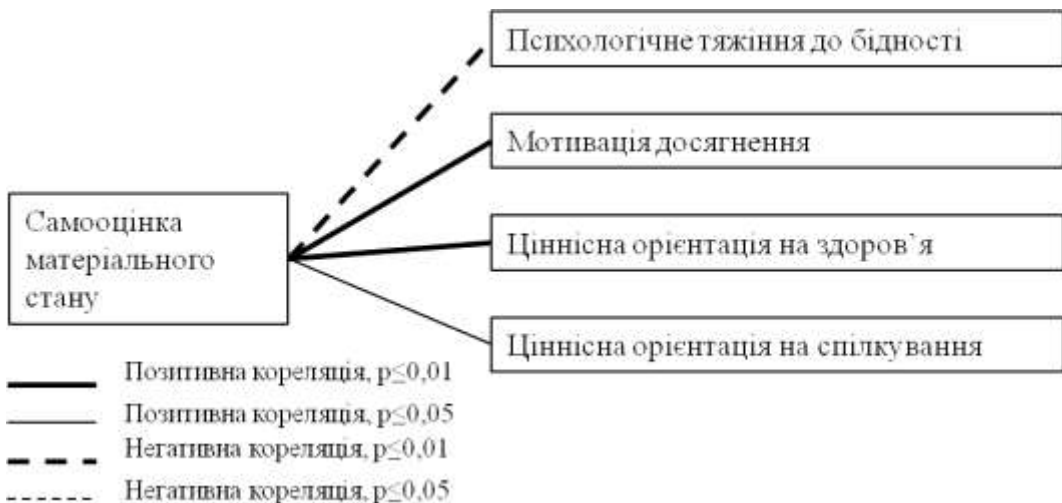 Психологічне тяжіння до бідності
Мотивація досягнення
Самооцінка
матеріального
стану
Ціннісна орієнтація на здоров`я
Ціннісна орієнтація на спілкування
Позитивна кореляція, p≤0,01
Позитивна кореляція, p≤0,05
Негативна кореляція, p≤0,01
Негативна кореляція, p≤0,05